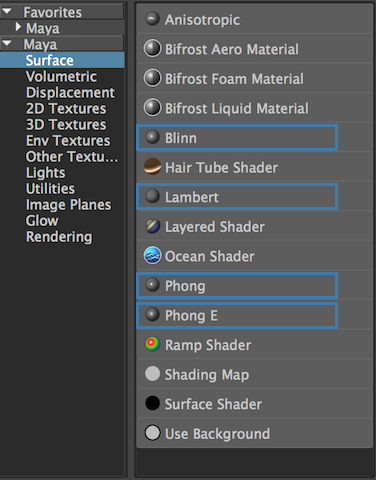 Favorites
Maya
Maya
Surface
Volumetric
Displacement
2D Textures
3D Textures
Env Textures
Other Textu...
Lights
Utilities
Image Planes
Glow
Rendering
Anisotropic
Bifrost Aero Material
Bifrost Foam Material
Bifrost Liquid Material
Blinn
Hair Tube Shader
Lambert
Layered Shader
Ocean Shader
Phong
Phong E
Ramp Shader
Shading Map
Surface Shader
Use Background